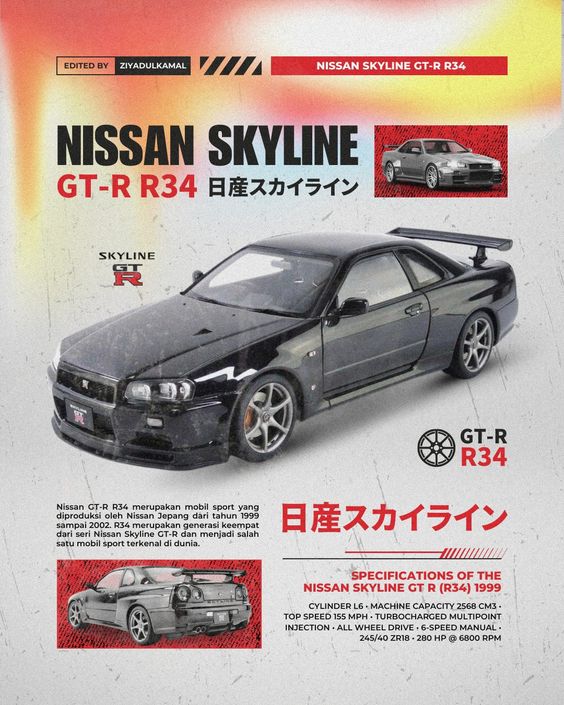 EDITED BY ZIYADULKAMAL
NISSAN SKYLINE GT-R R34
NISSAN SKYLINE
GT-R R34 日産スカイライン
SKYLINE
GT
R
GT-R
R34
Nissan GT-R R34 merupakan mobil sport yang
diproduksi oleh Nissan Jepang dari tahun 1999
sampai 2002. R34 merupakan generasi keempat
dari seri Nissan Skyline GT-R dan menjadi salah
satu mobil sport terkenal di dunia.
日産スカイライン
SPECIFICATIONS OF THE
NISSAN SKYLINE GT R (R34) 1999
CYLINDER L6 • MACHINE CAPACITY 2568 CM3 •
TOP SPEED 155 MPH • TURBOCHARGED MULTIPOINT
INJECTION • ALL WHEEL DRIVE • 6-SPEED MANUAL •
245/40 ZR18 • 280 HP @ 6800 RPM